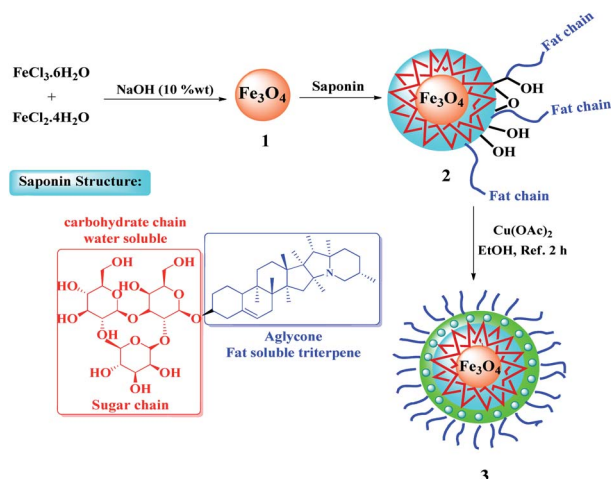 FeCl3.6H2O
+
FeCl2.4H2O
NaOH (10 %wt)
Fe3O4
1
Saponin
Fe3O4
Fat chain
OH
O
Fat chain
OH
OH
Fat chain
2
Saponin Structure:
Cu(OAc)2
EtOH, Ref. 2 h
carbohydrate chain
water soluble
OH
OH
HO
O
HO
O
HO
HO
O
O
O
O
O
HO
OH
HO
OH
Sugar chain
N
Aglycone
Fat soluble triterpene
Fe3O4
3